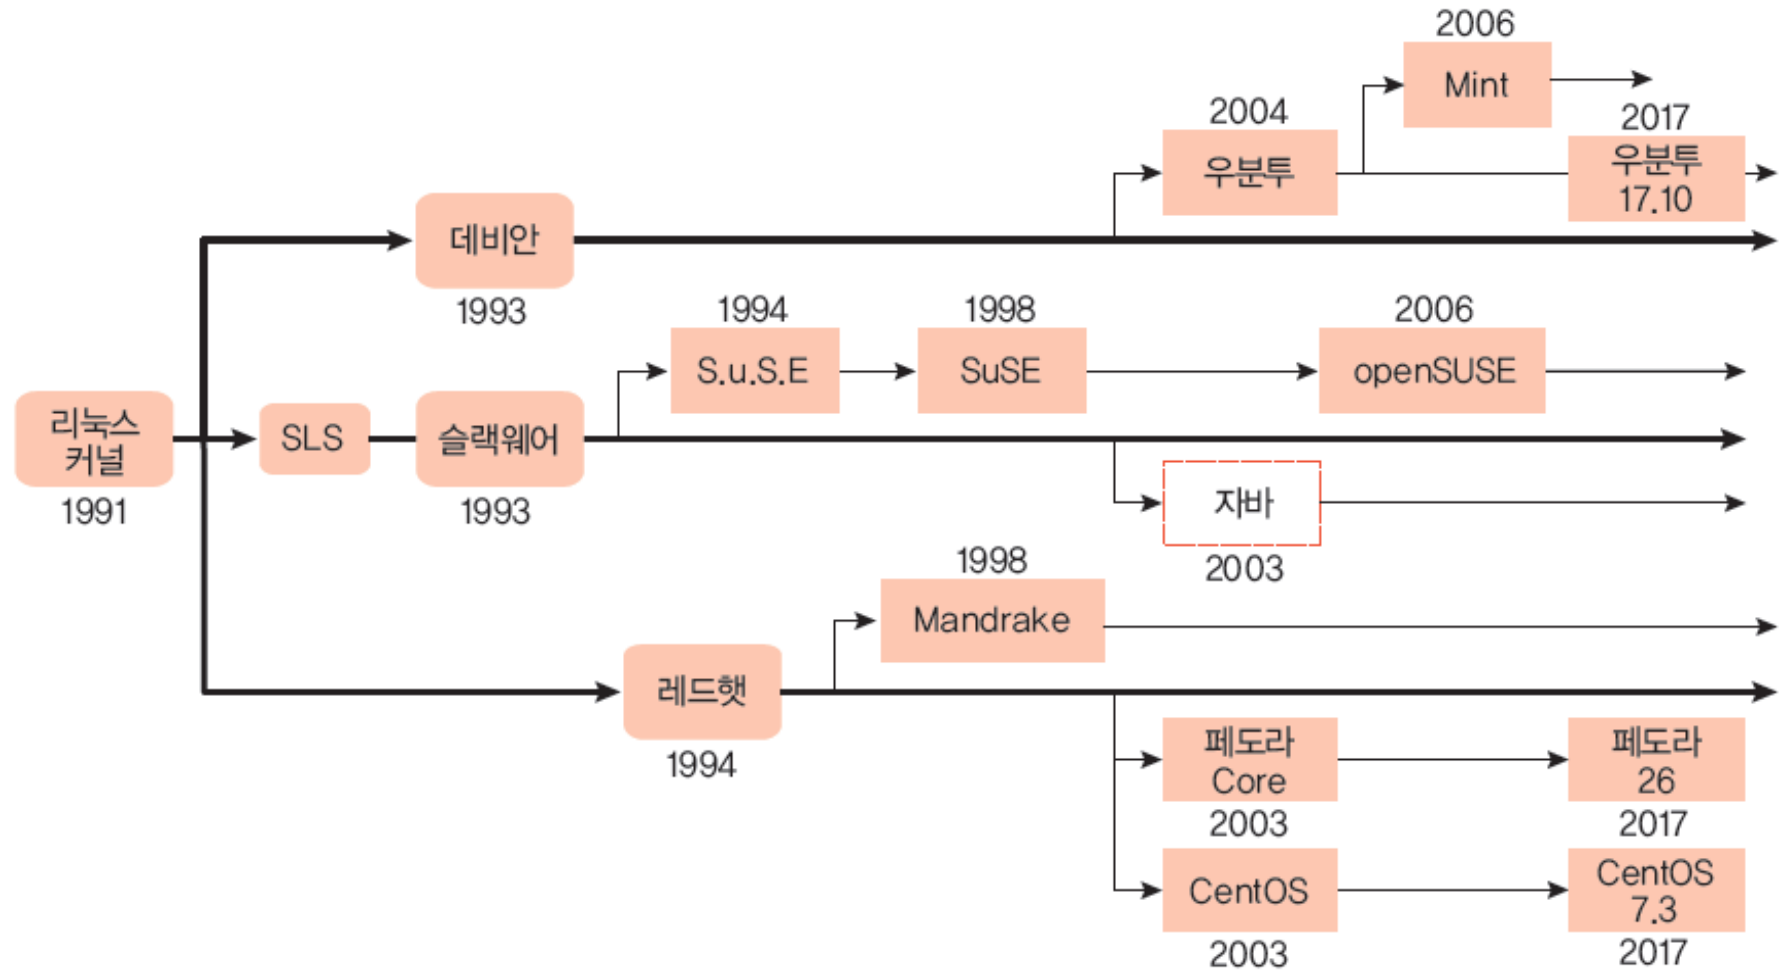 2006
Mint
2004
우분투
2017
우분투
17.10
데비안
1993
1994
S.u.S.E
1998
SuSE
2006
openSUSE
리눅스
커널
1991
SLS
슬랙웨어
1993
자바
2003
1998
Mandrake
레드햇
1994
페도라
Core
2003
페도라
26
2017
CentOS
2003
CentOS
7.3
2017